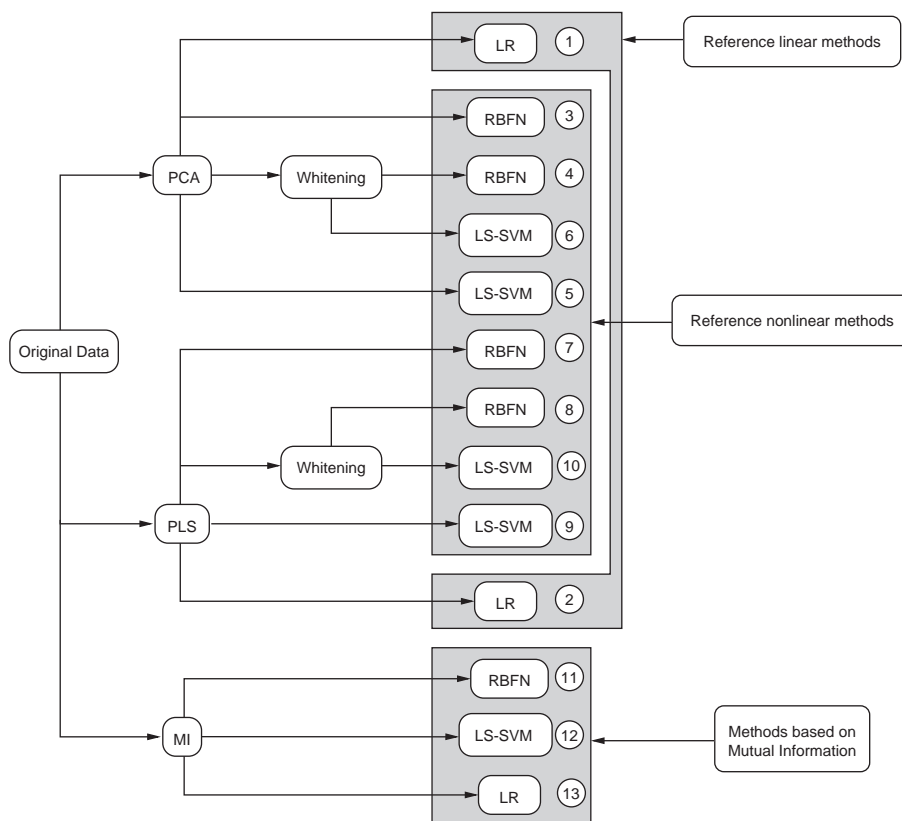 LR 1
Reference linear methods
RBFN 3
PCA
Whitening
RBFN 4
LS-SVM 6
LS-SVM 5
Reference nonlinear methods
Original Data
RBFN 7
RBFN 8
Whitening
LS-SVM 10
PLS
LS-SVM 9
LR 2
RBFN 11
MI
LS-SVM 12
Methods based on
Mutual Information
LR 13